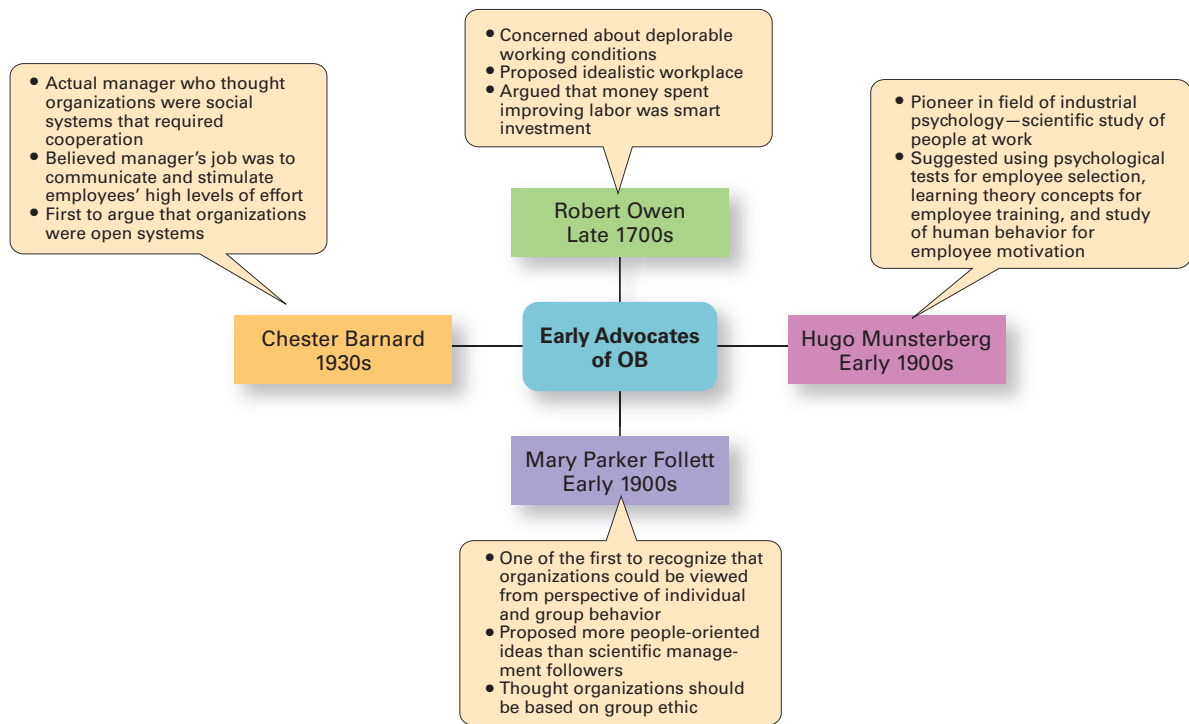 • Concerned about deplorable
working conditions
• Proposed idealistic workplace
• Argued that money spent
improving labor was smart
investment
• Actual manager who thought
organizations were social
systems that required
cooperation
• Believed manager's job was to
communicate and stimulate
employees' high levels of effort
• First to argue that organizations
were open systems
• Pioneer in field of industrial
psychology—scientific study of
people at work
• Suggested using psychological
tests for employee selection,
learning theory concepts for
employee training, and study
of human behavior for
employee motivation
Robert Owen
Late 1700s
Chester Barnard
1930s
Early Advocates
of OB
Hugo Munsterberg
Early 1900s
Mary Parker Follett
Early 1900s
• One of the first to recognize that
organizations could be viewed
from perspective of individual
and group behavior
• Proposed more people-oriented
ideas than scientific manage-
ment followers
• Thought organizations should
be based on group ethic